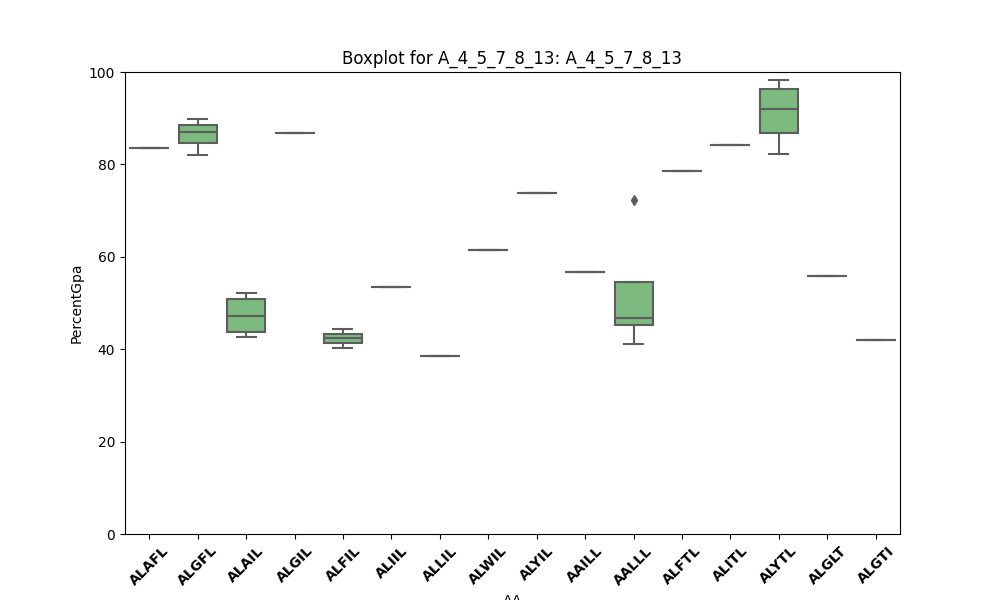 Boxplot for A_4_5_7_8_13: A_4_5_7_8_13
100
80
60
40
20
0
PercentGpa
ALAFL ALGFL ALAIL ALGIL ALFIL ALIIL ALLIL ALWIL ALYIL AAILL AALLL ALFTL ALITL ALYTL ALGLT ALGTI
AA